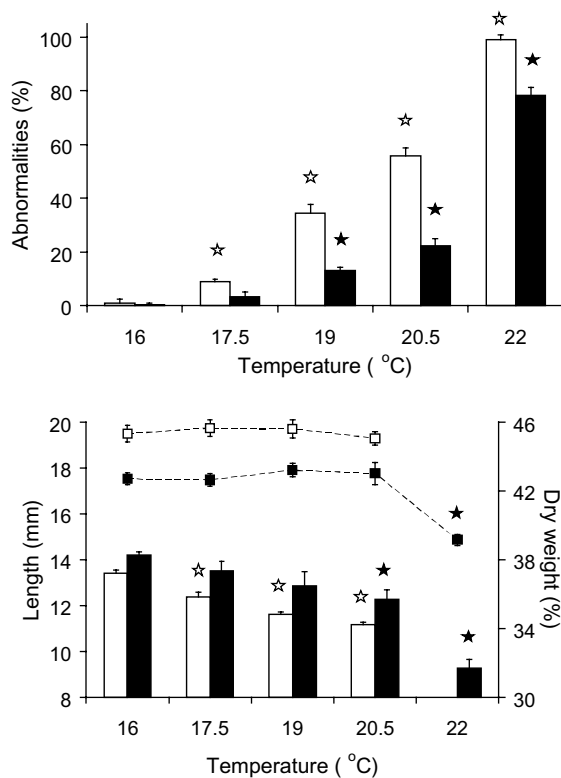 100
80
60
40
20
0
Abnormalities (%)
16 17.5 19 20.5 22
Temperature ( °C)
20
18
16
14
12
10
8
Length (mm)
46
42
38
34
30
Dry weight (%)
16 17.5 19 20.5 22
Temperature ( °C)